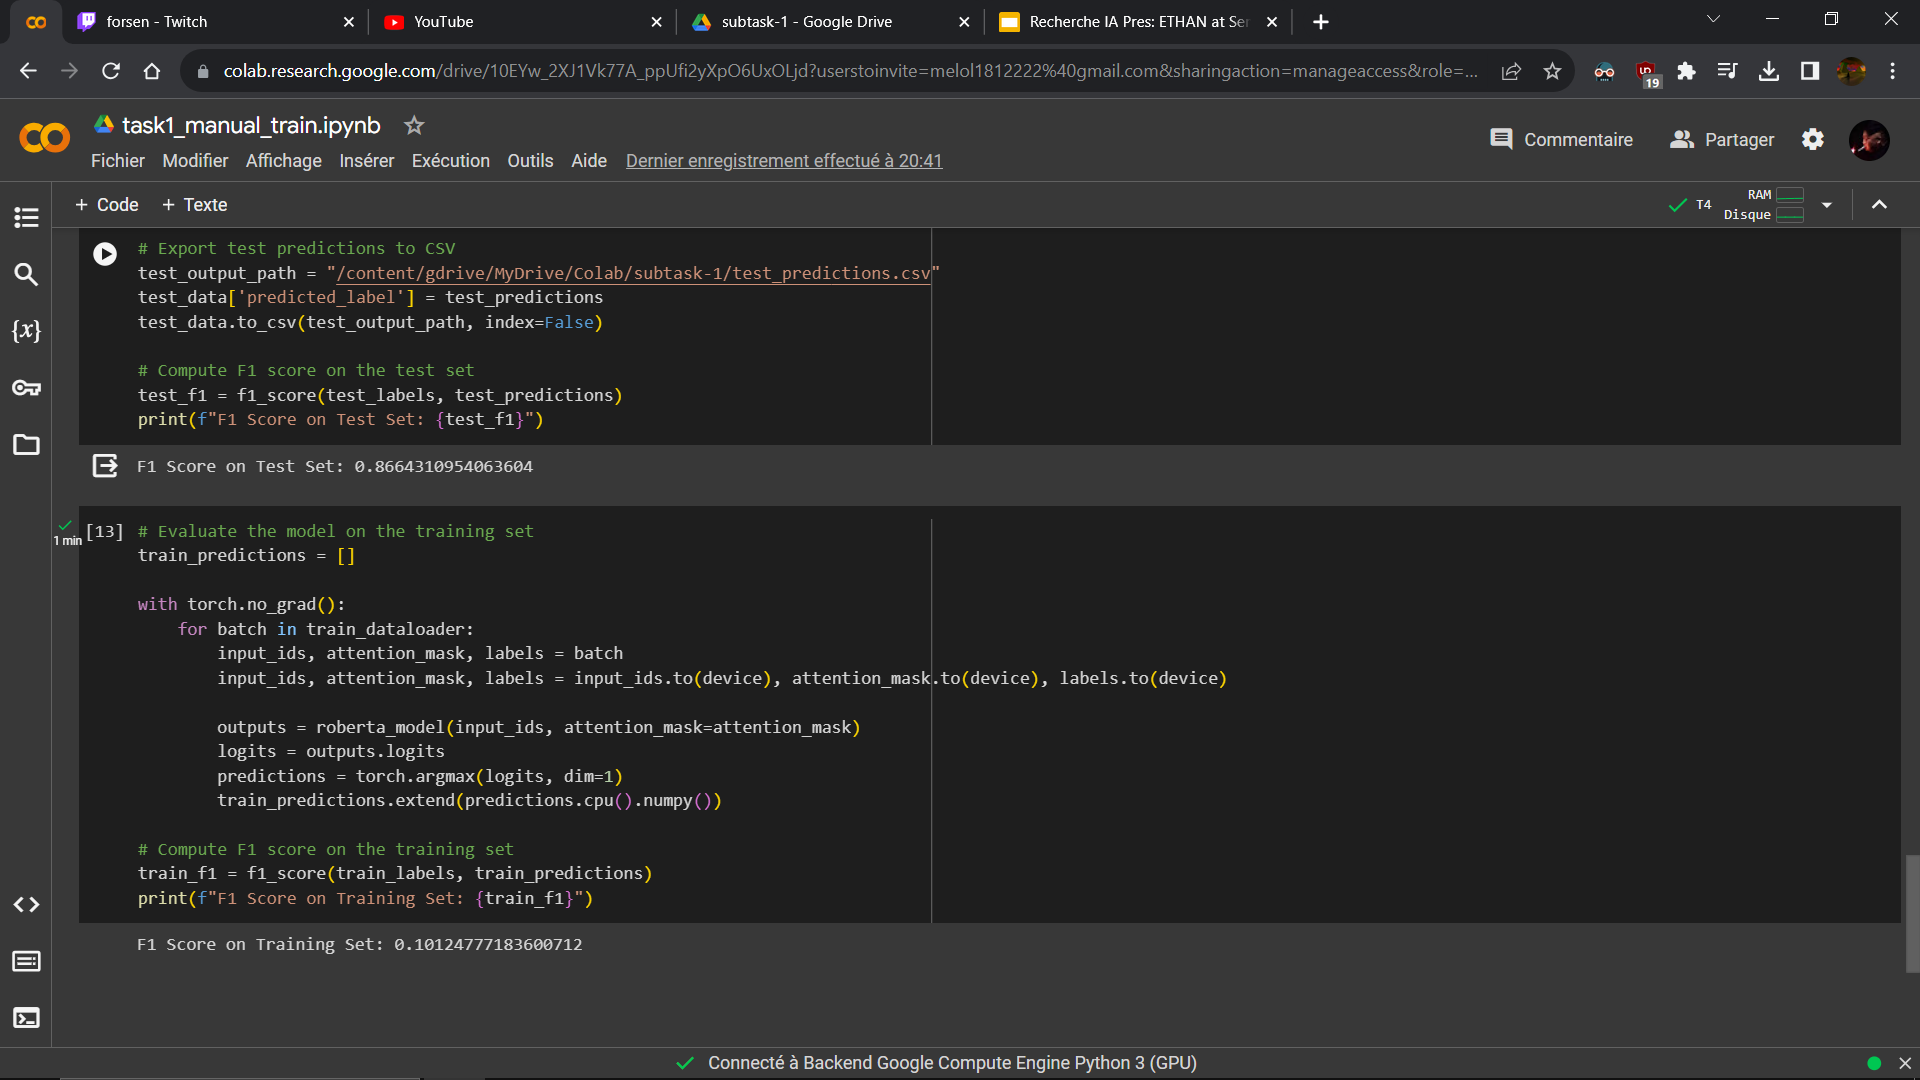 forsen - Twitch
YouTube
subtask-1 - Google Drive
Recherche IA Pres: ETHAN at Ser
colab.research.google.com/drive/10EYw_2XJ1Vk77A_ppUfi2yXpO6UxOLjd?userstoinvite=melol1812222%40gmail.com&sharingaction=manageaccess&role=...
19
task1_manual_train.ipynb
Commentaire
Partager
Fichier Modifier Affichage Insérer Exécution Outils Aide Dernier enregistrement effectué à 20:41
+ Code + Texte
T4
RAM
Disque
# Export test predictions to CSV
test_output_path = "/content/gdrive/MyDrive/Colab/subtask-1/test_predictions.csv"
test_data['predicted_label'] = test_predictions
test_data.to_csv(test_output_path, index=False)
# Compute F1 score on the test set
test_f1 = f1_score(test_labels, test_predictions)
print(f"F1 Score on Test Set: {test_f1}")
F1 Score on Test Set: 0.8664310954063604
1 min
[13] # Evaluate the model on the training set
train_predictions = []
with torch.no_grad():
for batch in train_dataloader:
input_ids, attention_mask, labels = batch
input_ids, attention_mask, labels = input_ids.to(device), attention_mask.to(device), labels.to(device)
outputs = roberta_model(input_ids, attention_mask=attention_mask)
logits = outputs.logits
predictions = torch.argmax(logits, dim=1)
train_predictions.extend(predictions.cpu().numpy())
# Compute F1 score on the training set
train_f1 = f1_score(train_labels, train_predictions)
print(f"F1 Score on Training Set: {train_f1}")
F1 Score on Training Set: 0.10124777183600712
Connecté à Backend Google Compute Engine Python 3 (GPU)